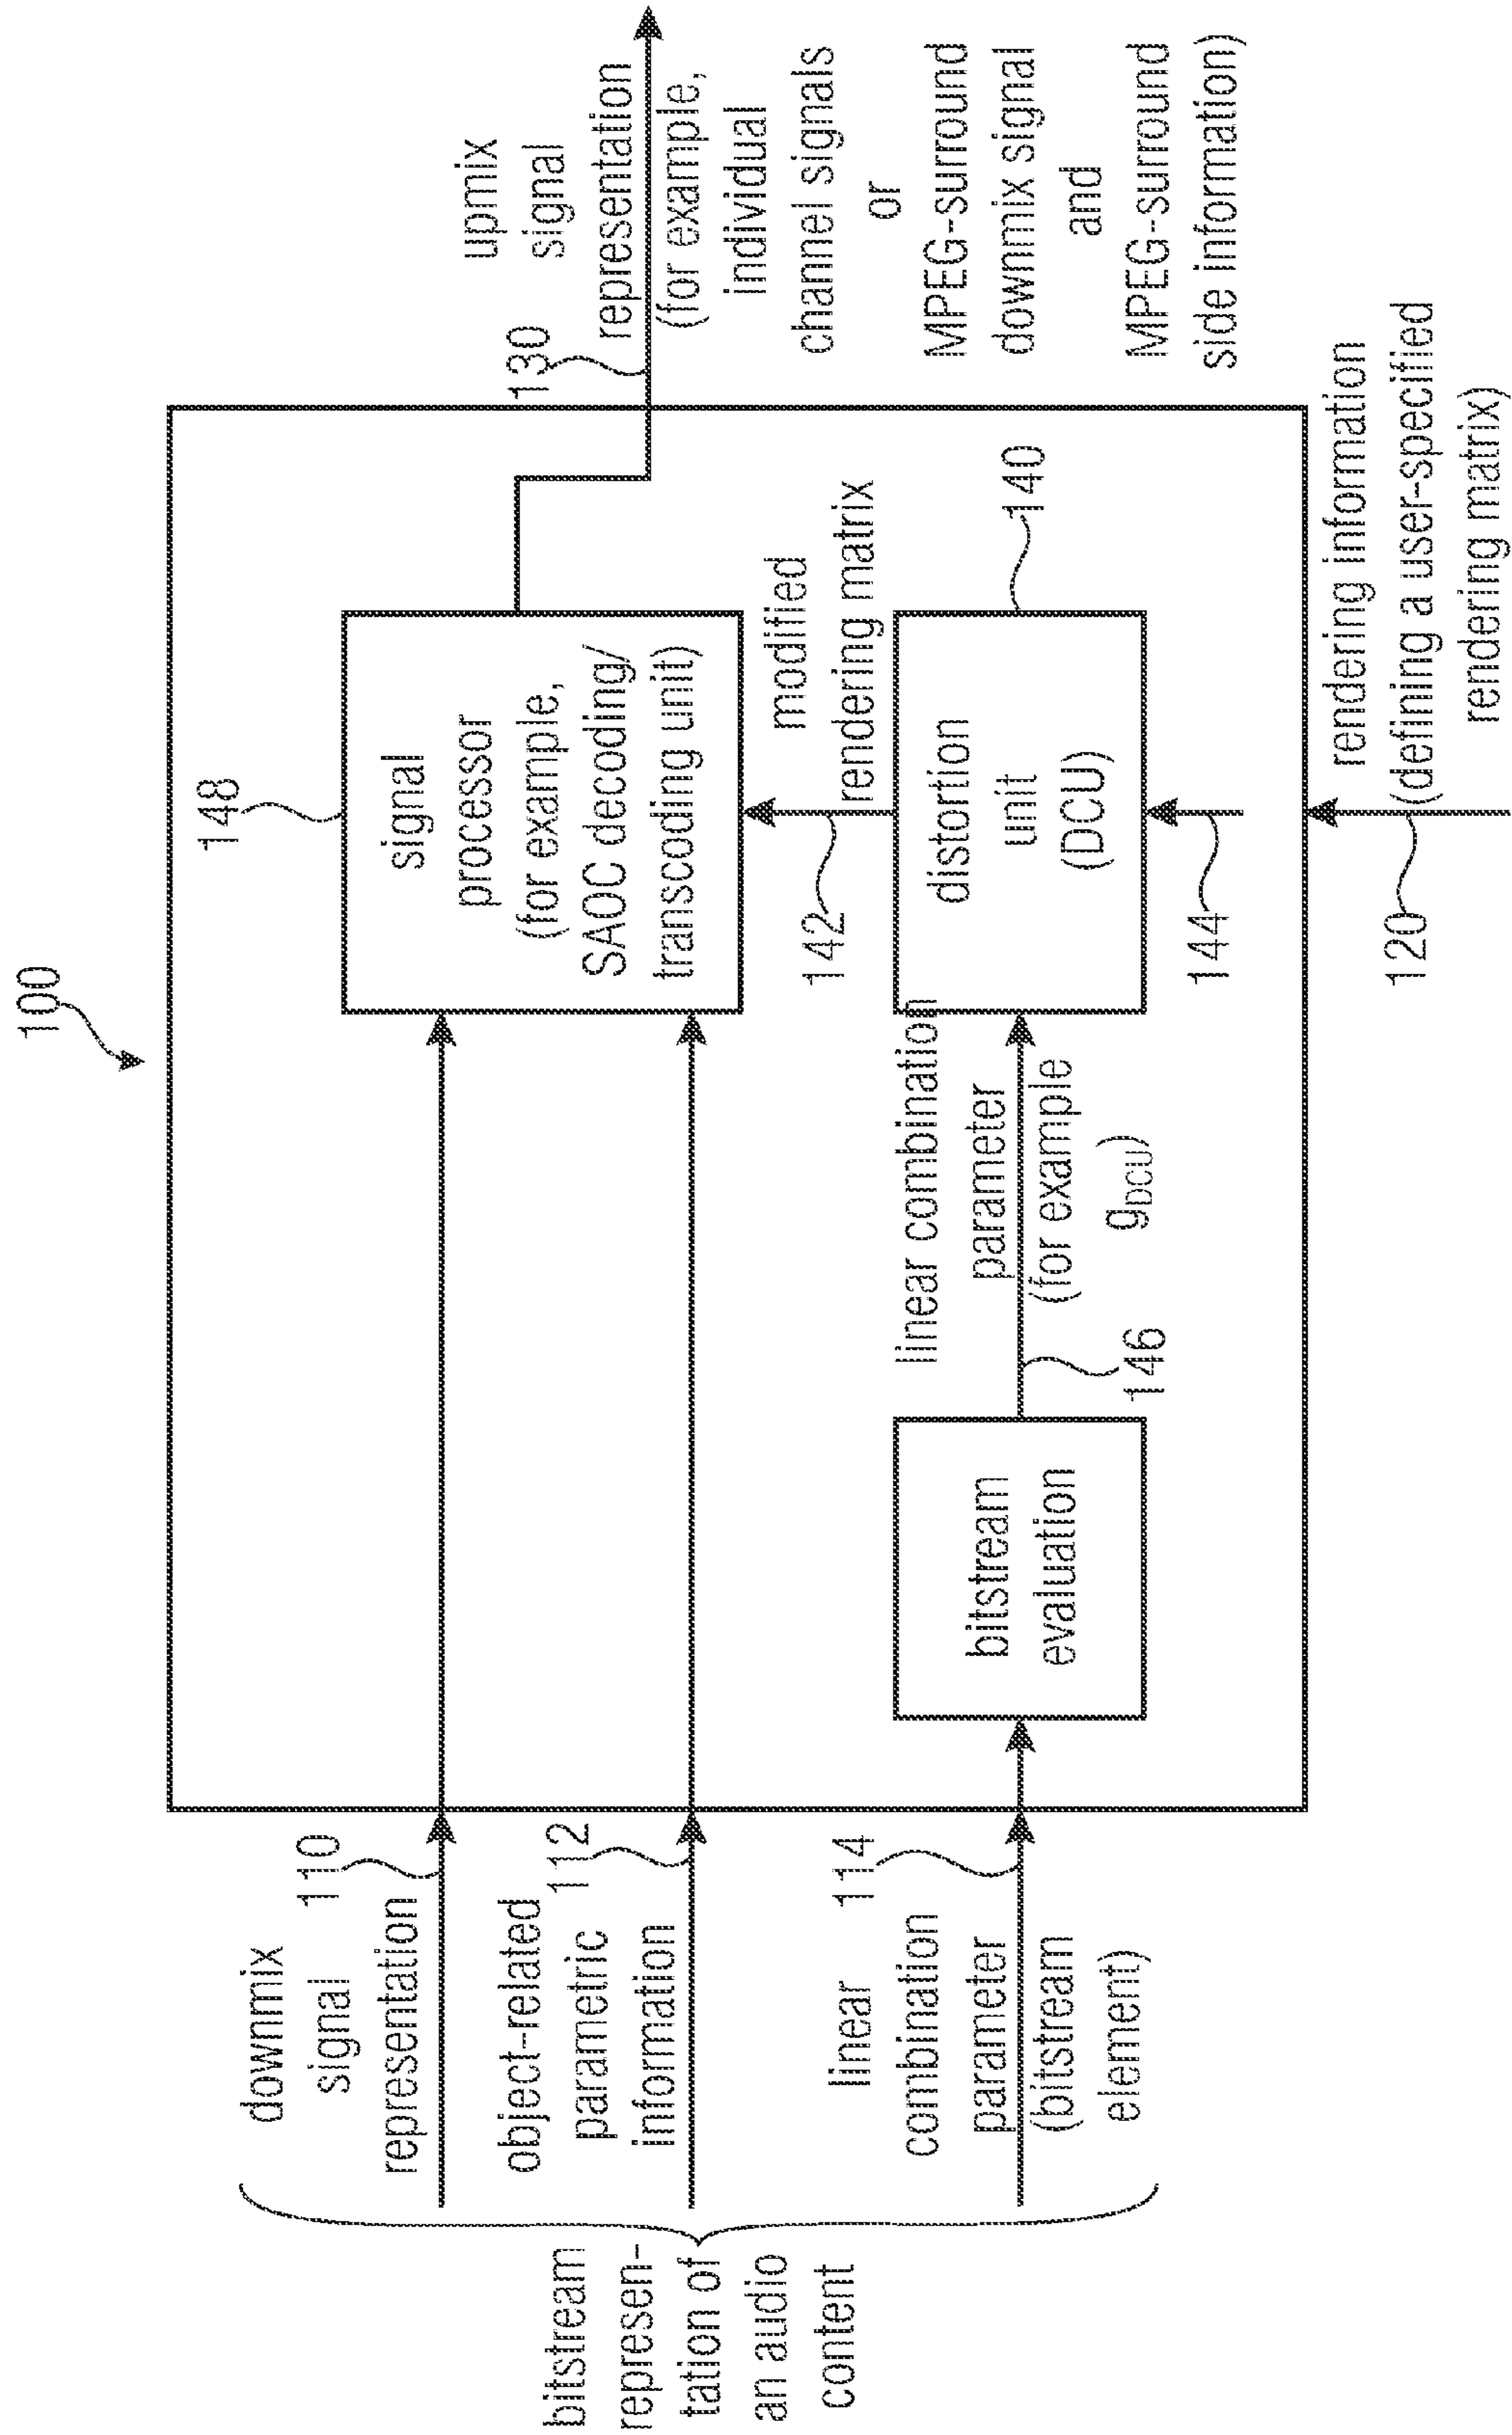 100
bitstream
represen-
tation of
an audio
content
downmix
signal
representation
110
object-related
parametric
information
112
linear
combination
parameter
(bitstream
element)
114
bitstream
evaluation
146
linear combination
parameter
(for example
gDCU)
148
signal
processor
(for example,
SAOC decoding/
transcoding unit)
142
modified
rendering matrix
distortion
unit
(DCU)
140
144
120
rendering information
(defining a user-specified
rendering matrix)
130
upmix
signal
representation
(for example,
individual
channel signals
or
MPEG-surround
downmix signal
and
MPEG-surround
side information)